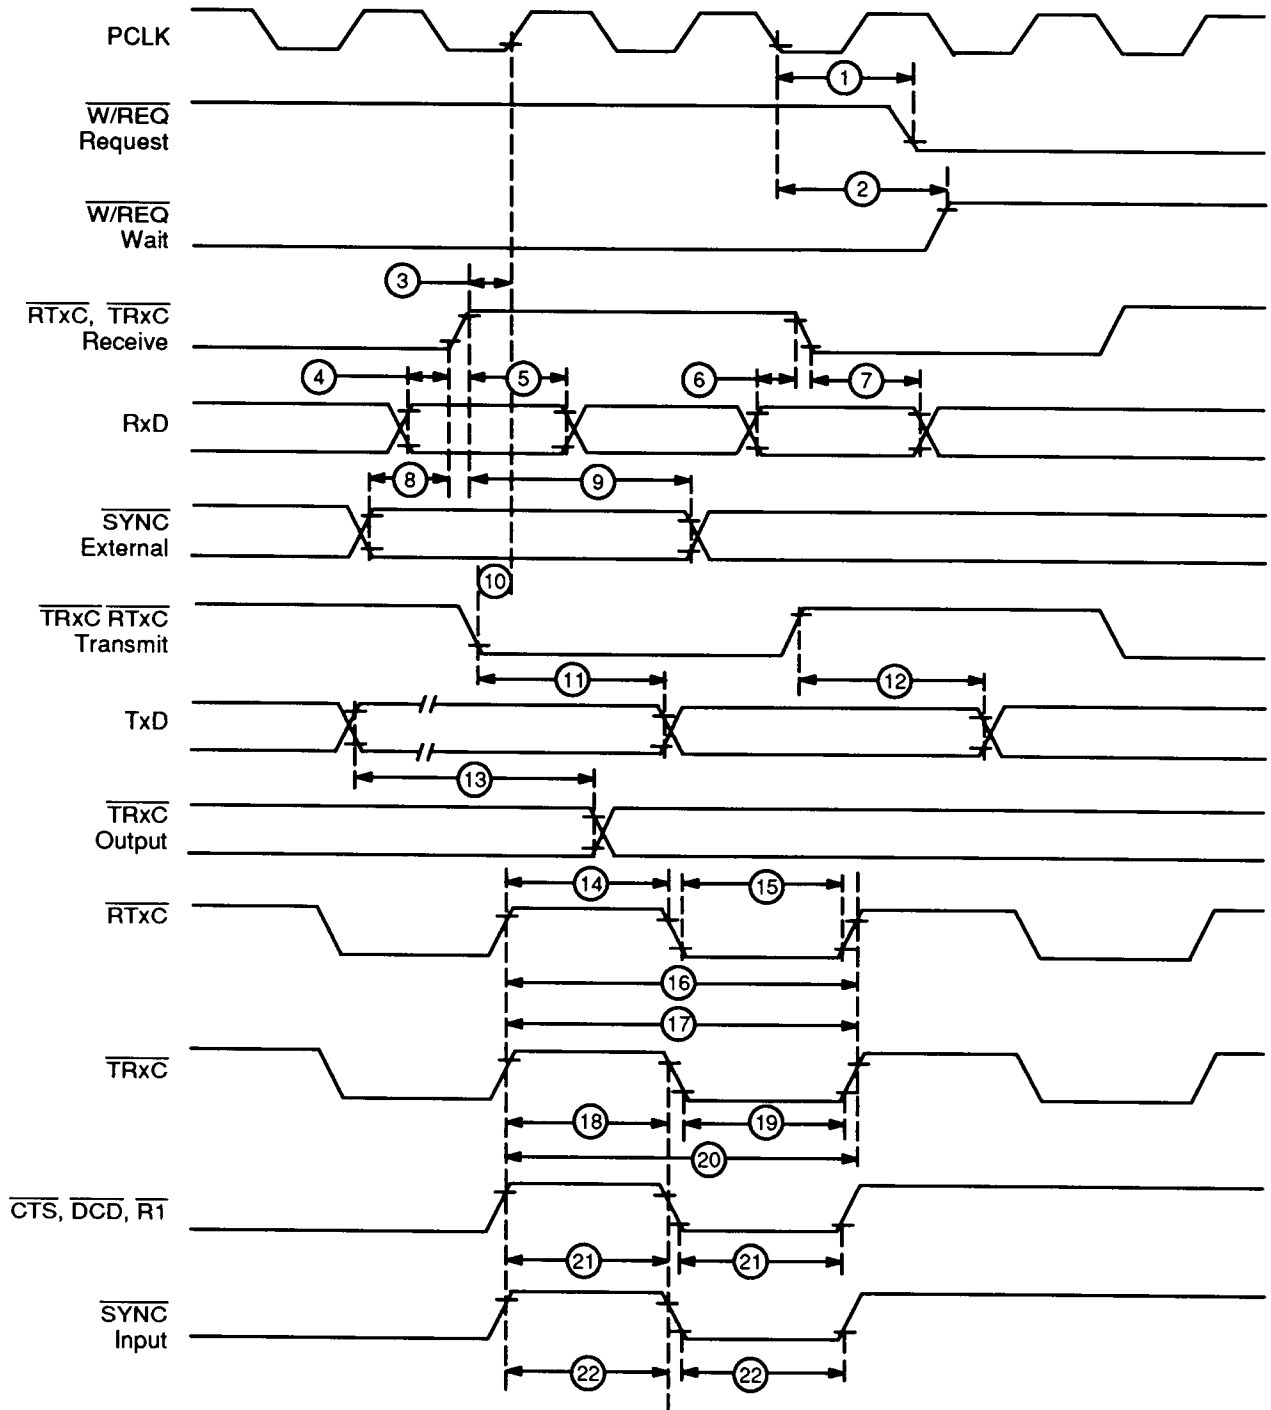 PCLK
1
W/REQ
Request
2
W/REQ
Wait
3
RTxC, TRxC
Receive
4
5
6
7
RxD
8
9
SYNC
External
10
TRxC RTxC
Transmit
11
12
TxD
13
TRxC
Output
14
15
RTxC
16
17
TRxC
18
19
20
CTS, DCD, R1
21
21
SYNC
Input
22
22